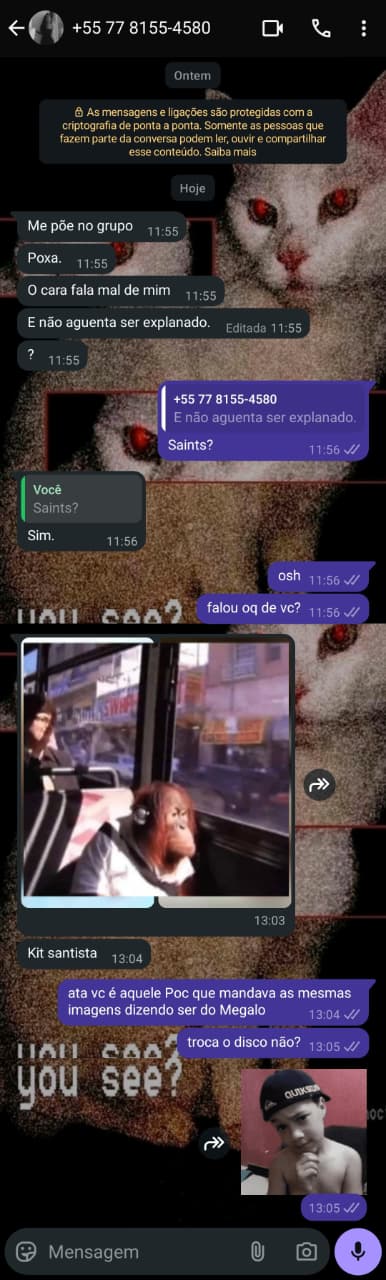 +55 77 8155-4580
Ontem
As mensagens e ligações são protegidas com a
criptografia de ponta a ponta. Somente as pessoas que
fazem parte da conversa podem ler, ouvir e compartilhar
esse conteúdo. Saiba mais
Hoje
Me põe no grupo 11:55
Poxa. 11:55
O cara fala mal de mim 11:55
E não aguenta ser explanado. Editada 11:55
? 11:55
+55 77 8155-4580
E não aguenta ser explanado.
Saints? 11:56
Você
Saints?
Sim. 11:56
osh 11:56
falou oq de vc? 11:56
you see?
13:03
Kit santista 13:04
ata vc é aquele Poc que mandava as mesmas
imagens dizendo ser do Megalo 13:04
troca o disco não? 13:05
you see?
13:05
Mensagem